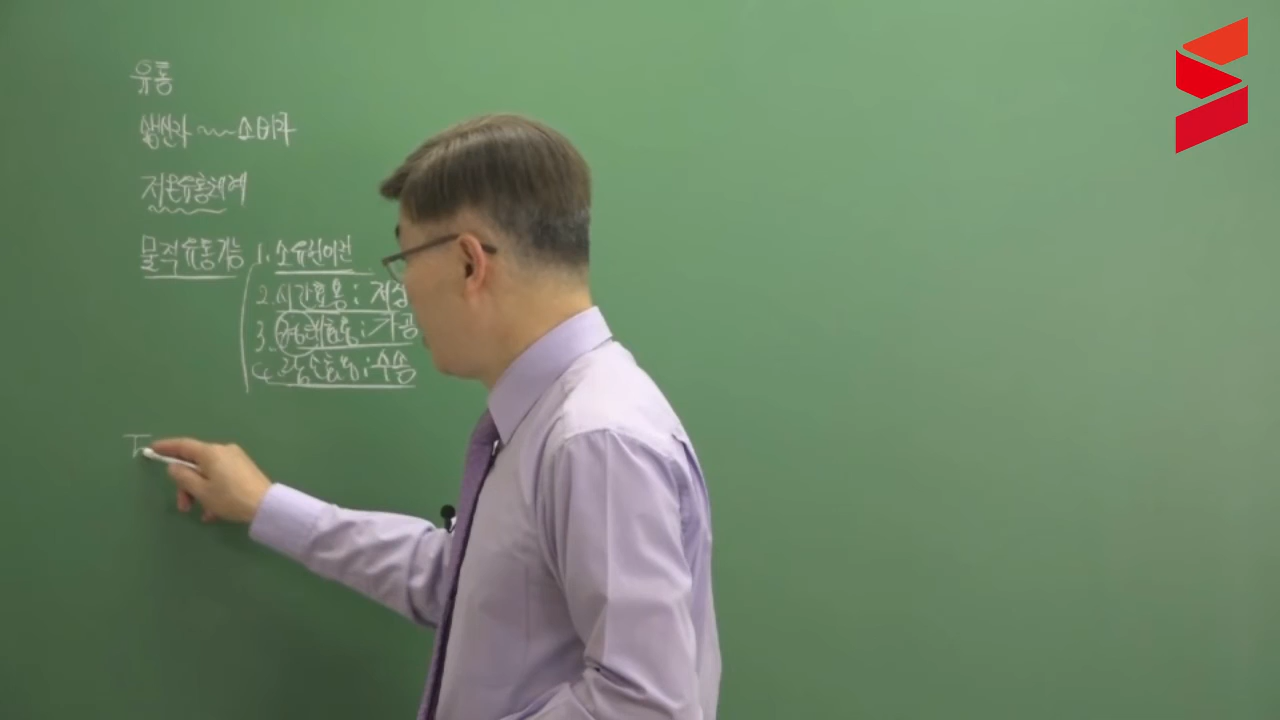 유통
생산자 ~~ 소비자
저온유통체계
물적유통기능 1. 소유권이전
2. 시간효용 : 저장
3. 형태효용 : 가공
4. 장소효용 : 수송